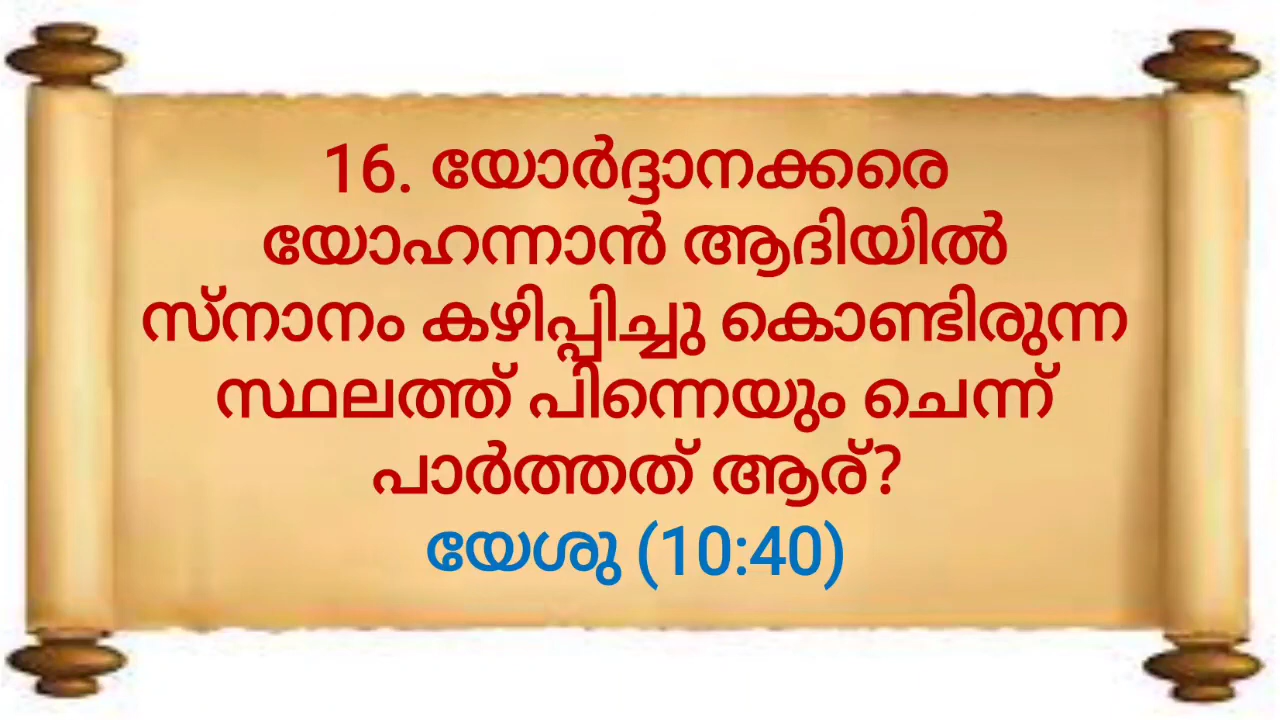 16. യോർദ്ദാനക്കരെ
യോഹന്നാൻ ആദിയിൽ
സ്നാനം കഴിപ്പിച്ചു കൊണ്ടിരുന്ന
സ്ഥലത്ത് പിന്നെയും ചെന്ന്
പാർത്തത് ആര്?
യേശു (10:40)